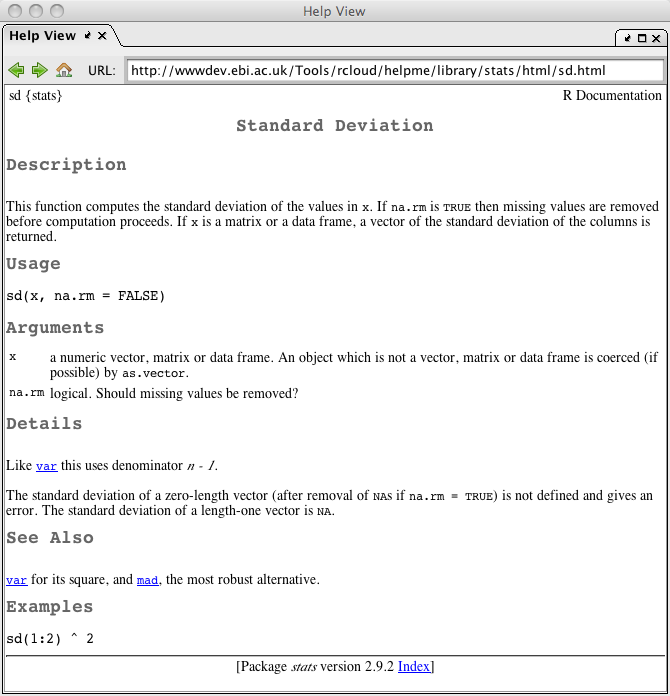 Help View
Help View
URL: http://wwwdev.ebi.ac.uk/Tools/rcloud/helpme/library/stats/html/sd.html
sd {stats} R Documentation
Standard Deviation
Description
This function computes the standard deviation of the values in x. If na.rm is TRUE then missing values are removed
before computation proceeds. If x is a matrix or a data frame, a vector of the standard deviation of the columns is
returned.
Usage
sd(x, na.rm = FALSE)
Arguments
x a numeric vector, matrix or data frame. An object which is not a vector, matrix or data frame is coerced (if
possible) by as.vector.
na.rm logical. Should missing values be removed?
Details
Like var this uses denominator n - 1.
The standard deviation of a zero-length vector (after removal of NAs if na.rm = TRUE) is not defined and gives an
error. The standard deviation of a length-one vector is NA.
See Also
var for its square, and mad, the most robust alternative.
Examples
sd(1:2) ^ 2
[Package stats version 2.9.2 Index]